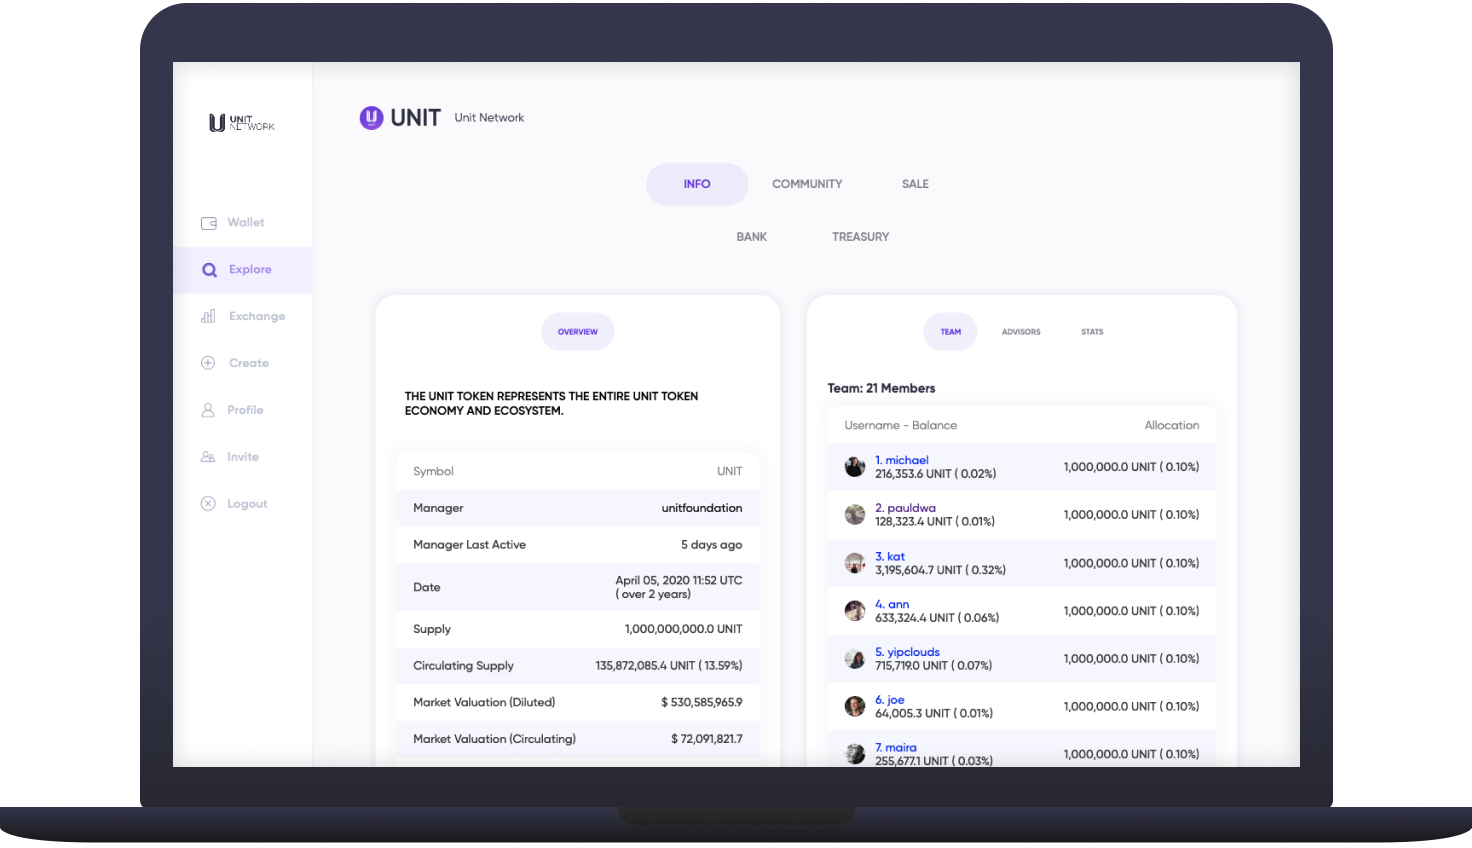 UNIT
NETWORK
Wallet
Explore
Exchange
Create
Profile
Invite
Logout
UNIT Unit Network
INFO COMMUNITY SALE
BANK TREASURY
OVERVIEW
THE UNIT TOKEN REPRESENTS THE ENTIRE UNIT TOKEN
ECONOMY AND ECOSYSTEM.
Symbol UNIT
Manager unitfoundation
Manager Last Active 5 days ago
Date April 05, 2020 11:52 UTC
( over 2 years)
Supply 1,000,000,000.0 UNIT
Circulating Supply 135,872,085.4 UNIT ( 13.59%)
Market Valuation (Diluted) $ 530,585,965.9
Market Valuation (Circulating) $ 72,091,821.7
TEAM ADVISORS STATS
Team: 21 Members
Username - Balance Allocation
1. michael
216,353.6 UNIT ( 0.02%) 1,000,000.0 UNIT ( 0.10%)
2. pauldwa
128,323.4 UNIT ( 0.01%) 1,000,000.0 UNIT ( 0.10%)
3. kat
3,195,604.7 UNIT ( 0.32%) 1,000,000.0 UNIT ( 0.10%)
4. ann
633,324.4 UNIT ( 0.06%) 1,000,000.0 UNIT ( 0.10%)
5. yipclouds
715,719.0 UNIT ( 0.07%) 1,000,000.0 UNIT ( 0.10%)
6. joe
64,005.3 UNIT ( 0.01%) 1,000,000.0 UNIT ( 0.10%)
7. maira
255,677.1 UNIT ( 0.03%) 1,000,000.0 UNIT ( 0.10%)